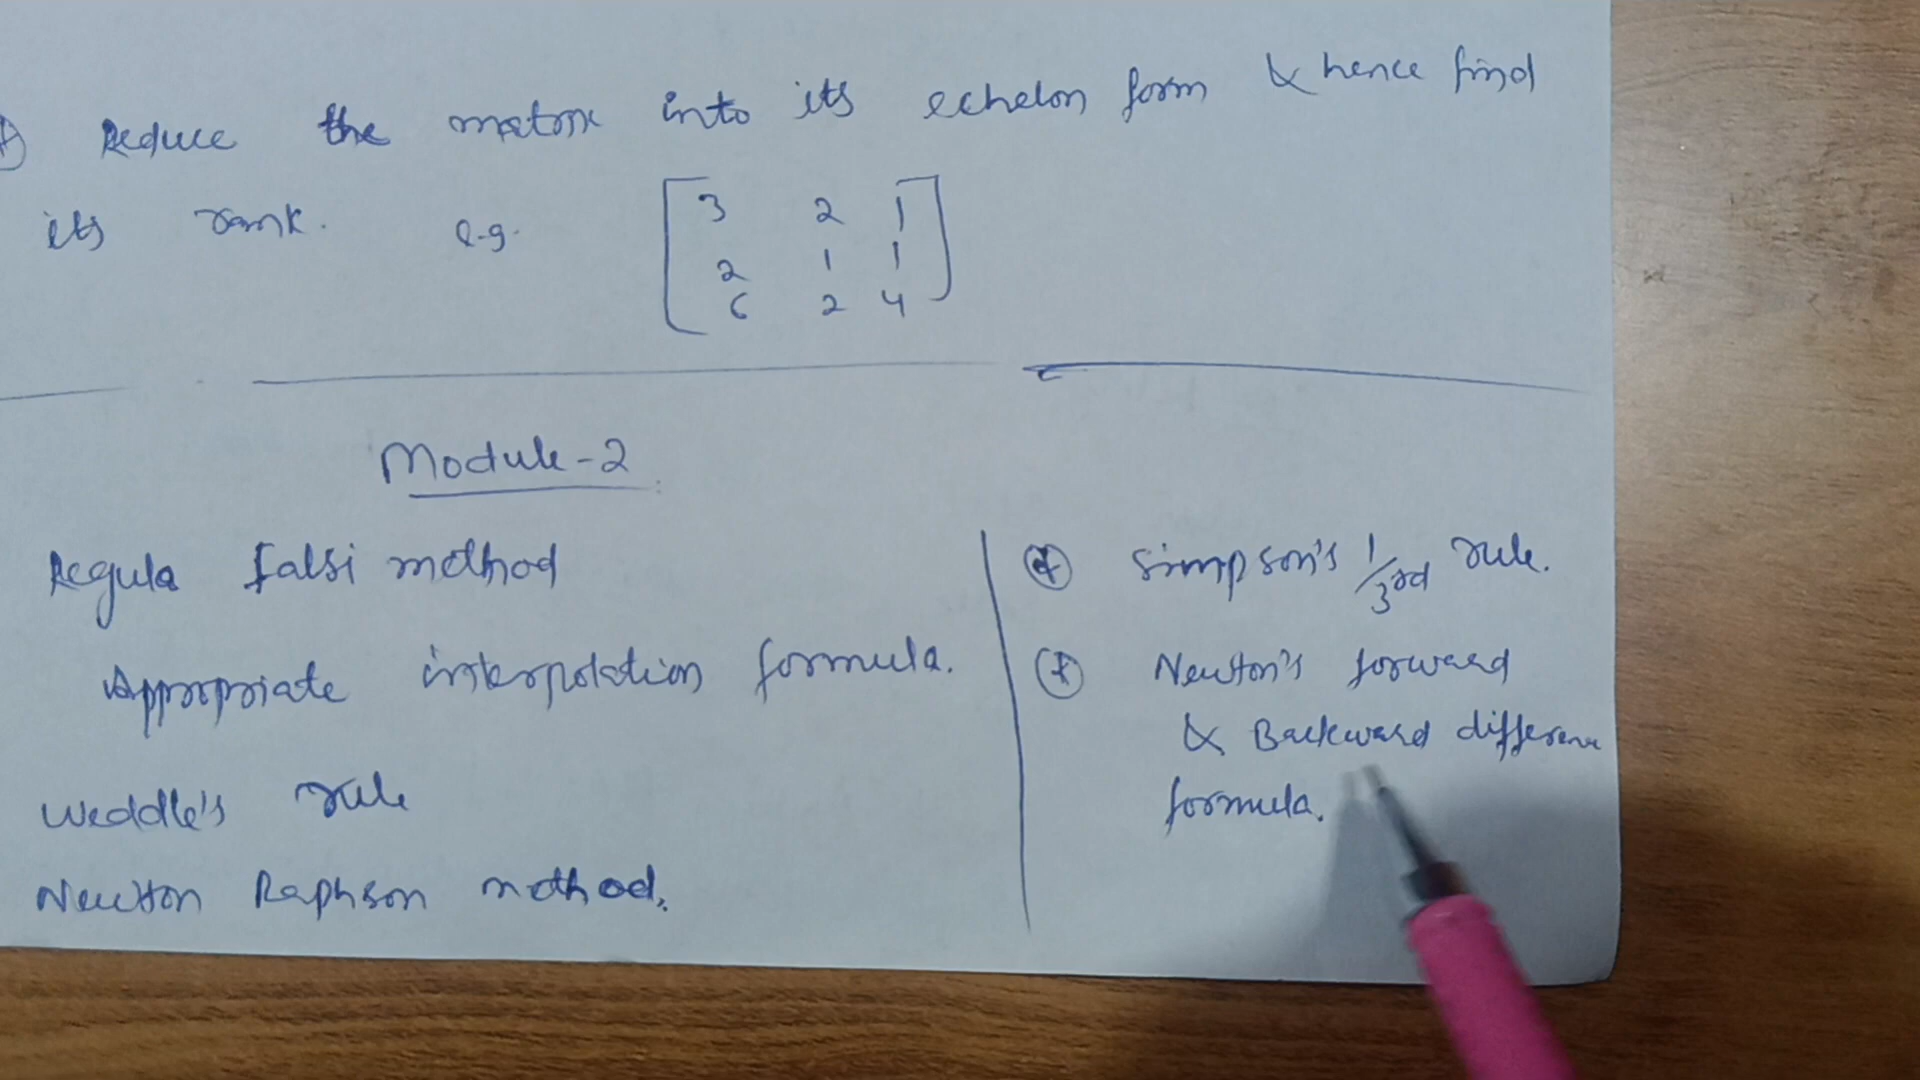 Reduce the matrix into its echelon form & hence find
its rank. e.g.
3 2 1
2 1 1
6 2 4
Module-2
Regula falsi method
Appropriate interpolation formula.
Weddle's rule
Newton Raphson method.
Simpson's 1/3rd rule.
Newton's forward
& Backward difference
formula.